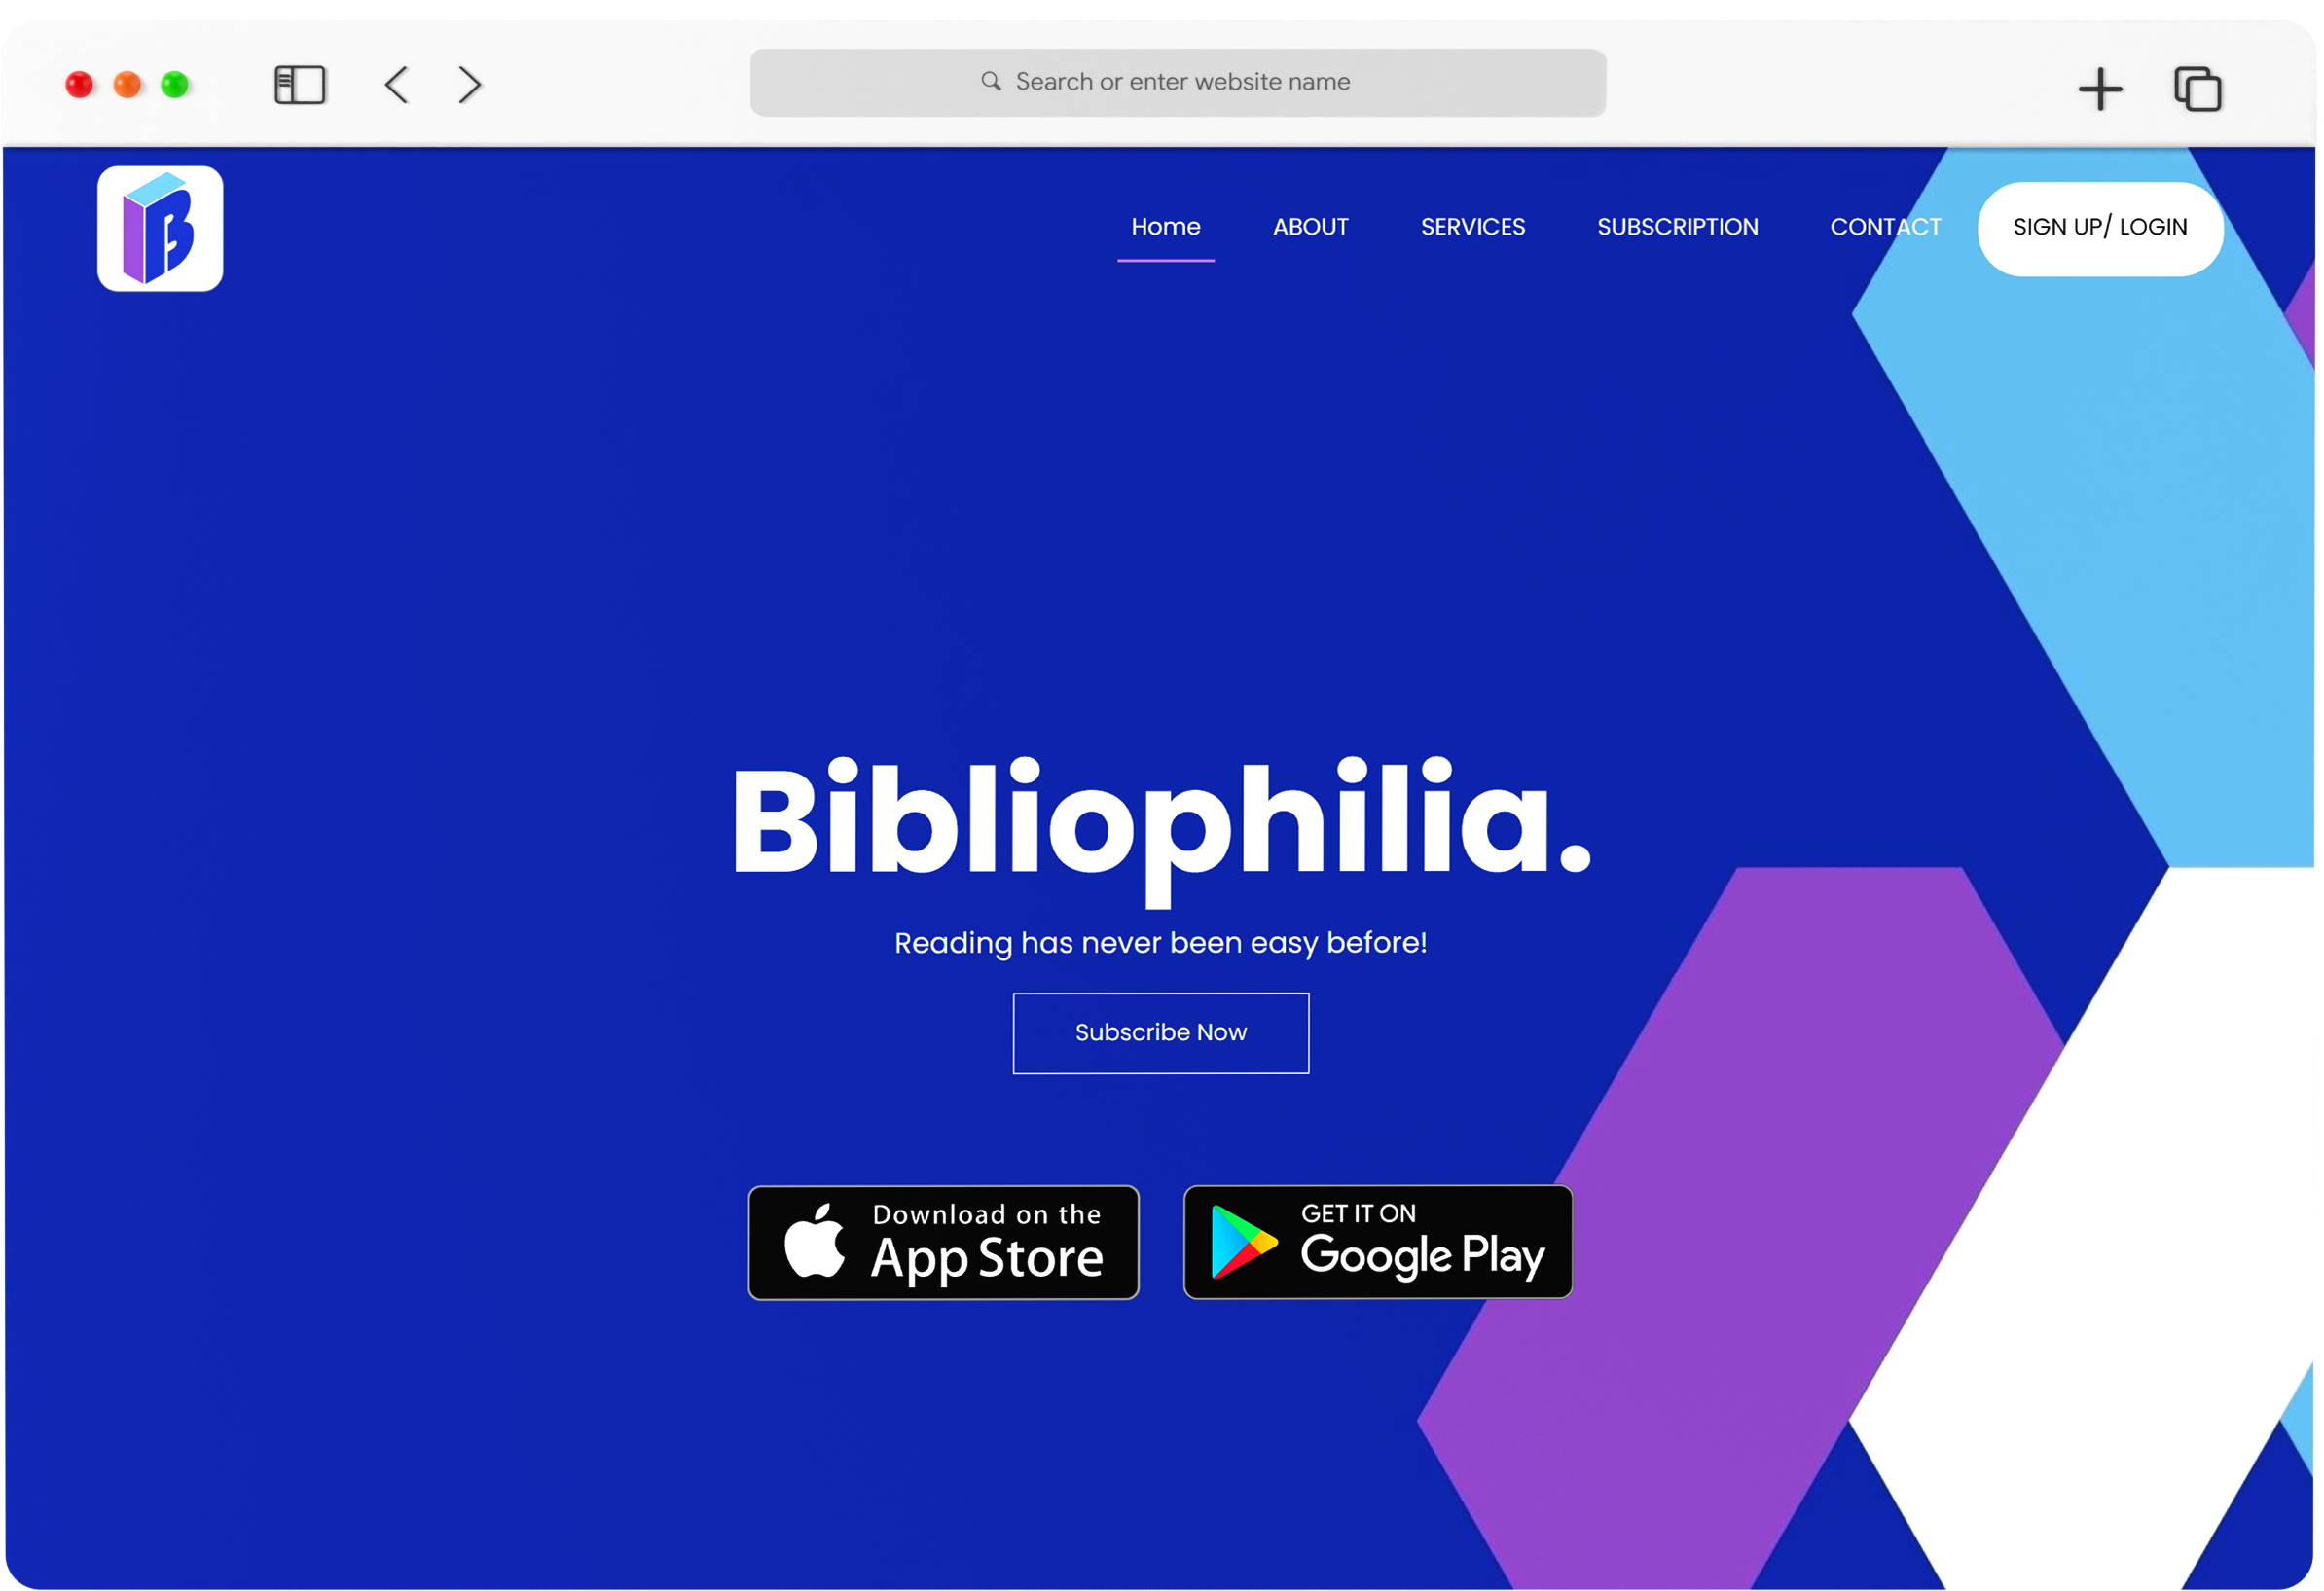 Search or enter website name
B
Home ABOUT SERVICES SUBSCRIPTION CONTACT SIGN UP/ LOGIN
Bibliophilia.
Reading has never been easy before!
Subscribe Now
Download on the
App Store
GET IT ON
Google Play